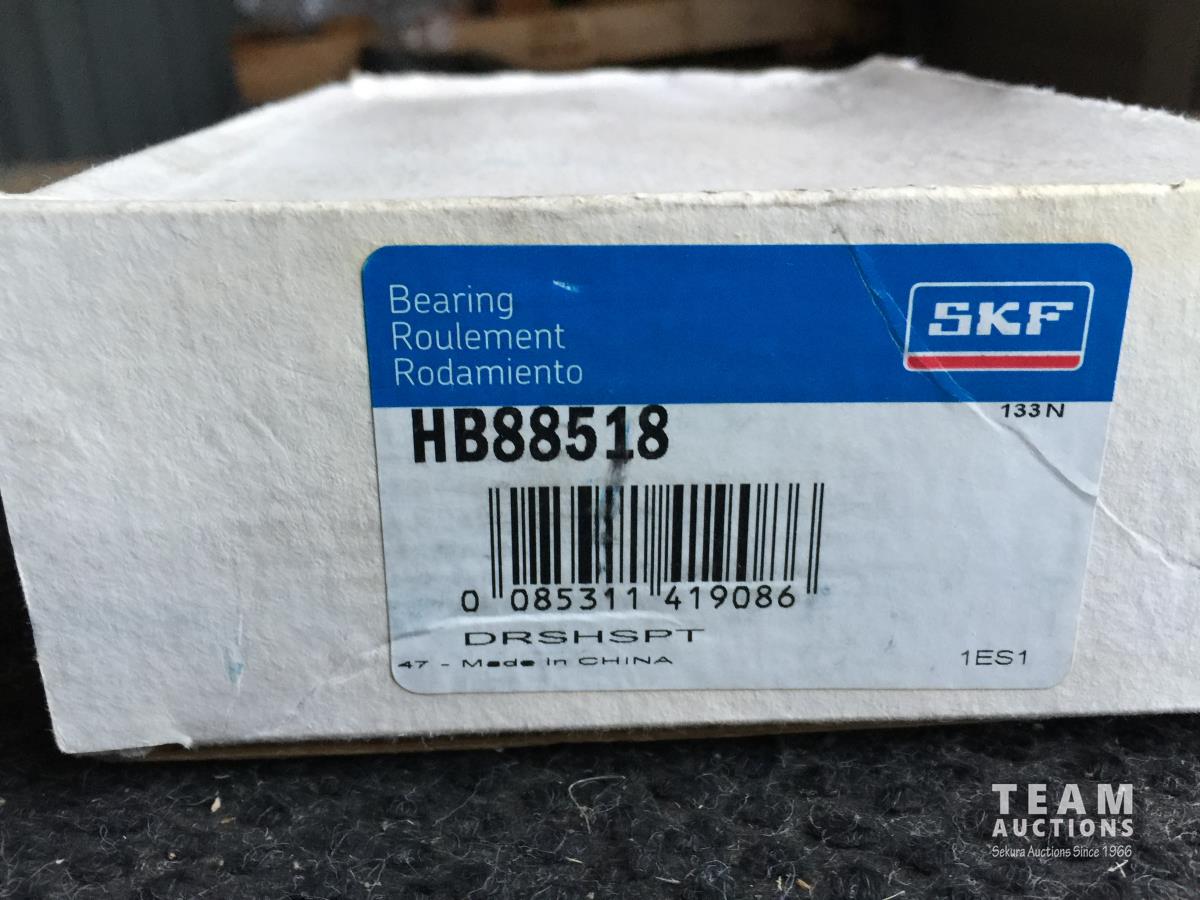 Bearing
Roulement
Rodamiento
SKF
133N
HB88518
0 085311 419086
DRSHSPT
47 - Made in CHINA
1ES1
TEAM
AUCTIONS
Sekura Auctions Since 1966